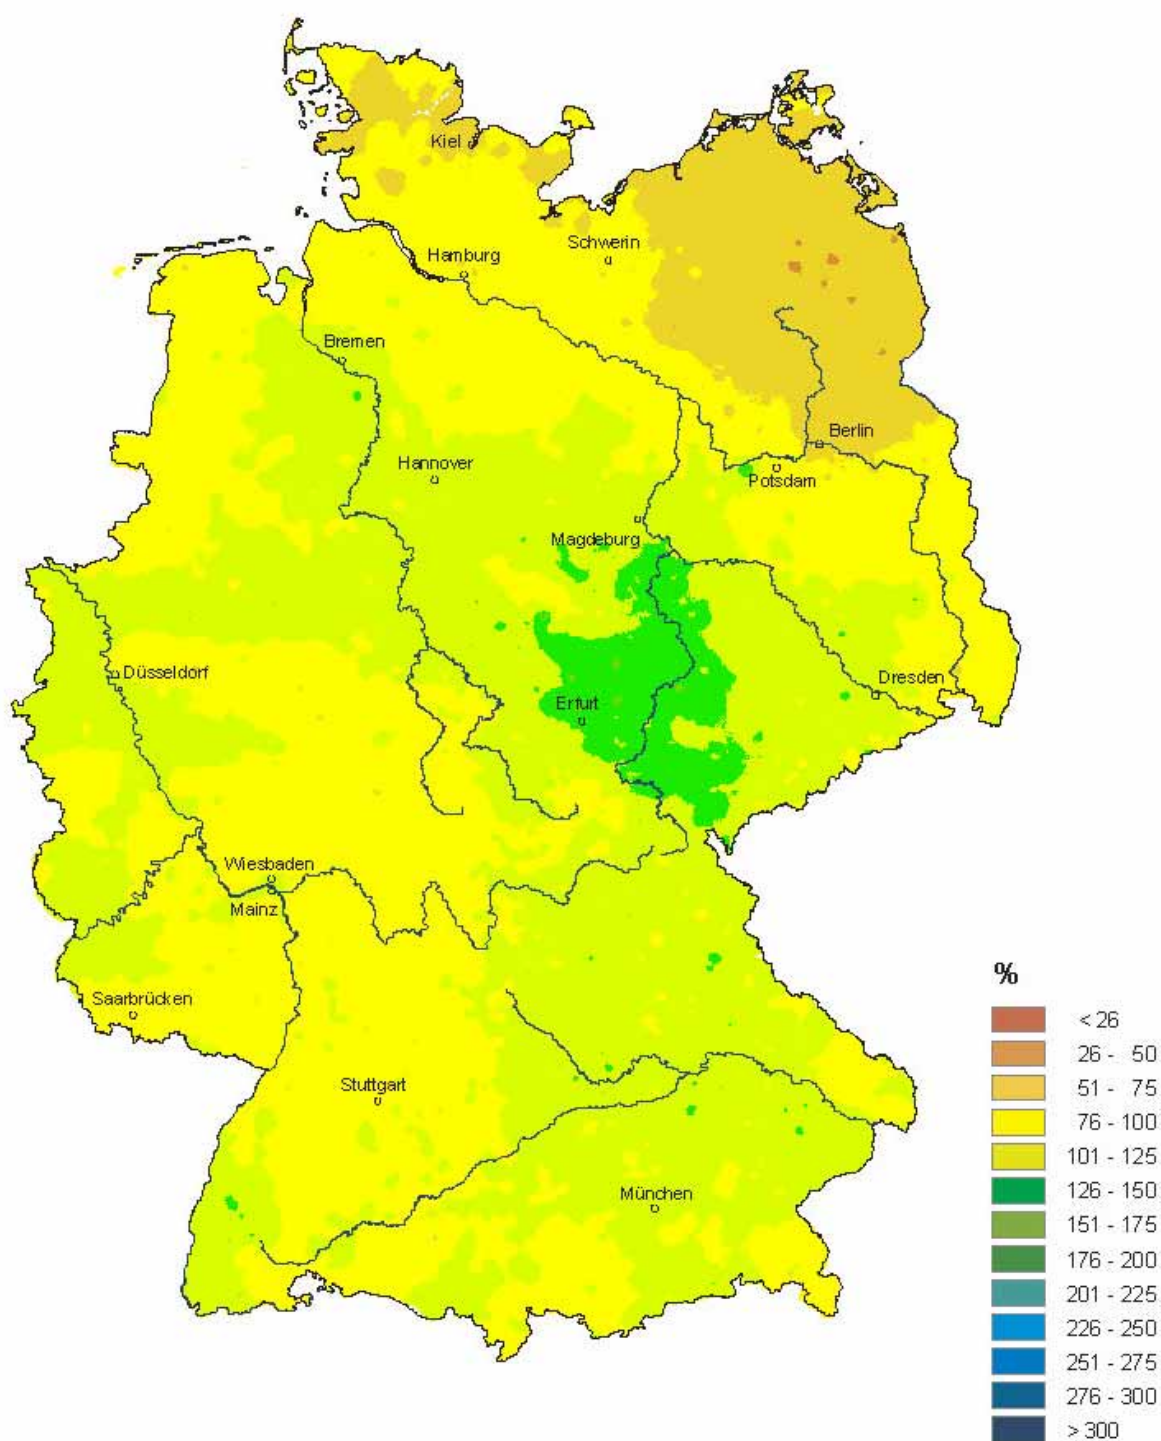 Kiel
Schwerin
Hamburg
Bremen
Berlin
Hannover
Potsdam
Magdeburg
Düsseldorf
Dresden
Erfurt
Wiesbaden
Mainz
%
Saarbrücken
< 26
26 - 50
Stuttgart
51 - 75
76 - 100
101 - 125
München
126 - 150
151 - 175
176 - 200
201 - 225
226 - 250
251 - 275
276 - 300
> 300